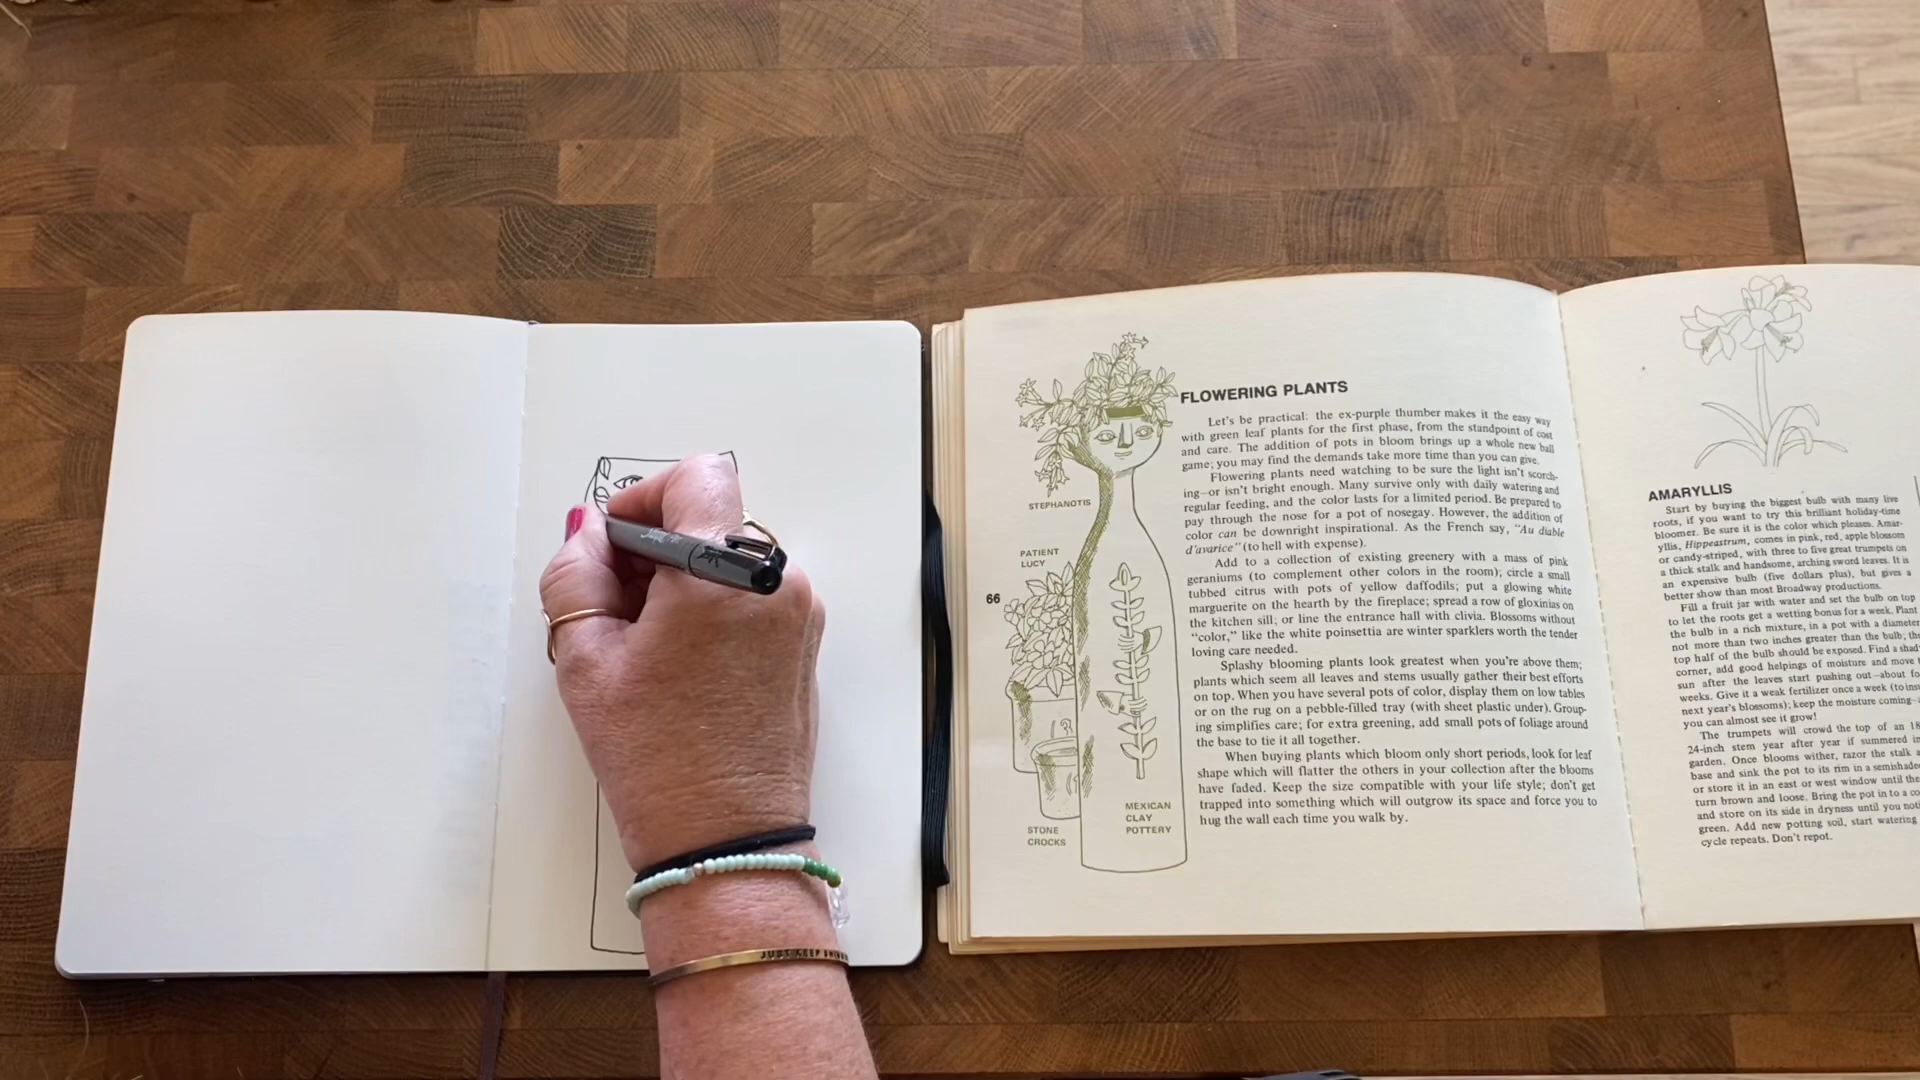 JUST KEEP
STEPHANOTIS
PATIENT
LUCY
66
STONE
CROCKS
MEXICAN
CLAY
POTTERY
FLOWERING PLANTS
Let's be practical: the ex-purple thumber makes it the easy way
with green leaf plants for the first phase, from the standpoint of cost
and care. The addition of pots in bloom brings up a whole new ball
game; you may find the demands take more time than you can give.
Flowering plants need watching to be sure the light isn't scorch-
ing—or isn't bright enough. Many survive only with daily watering and
regular feeding, and the color lasts for a limited period. Be prepared to
pay through the nose for a pot of nosegay. However, the addition of
color can be downright inspirational. As the French say, "Au diable
d'avarice" (to hell with expense).
Add to a collection of existing greenery with a mass of pink
geraniums (to complement other colors in the room); circle a small
tubbed citrus with pots of yellow daffodils; put a glowing white
marguerite on the hearth by the fireplace; spread a row of gloxinias on
the kitchen sill; or line the entrance hall with clivia. Blossoms without
"color," like the white poinsettia are winter sparklers worth the tender
loving care needed.
Splashy blooming plants look greatest when you're above them;
plants which seem all leaves and stems usually gather their best efforts
on top. When you have several pots of color, display them on low tables
or on the rug on a pebble-filled tray (with sheet plastic under). Group-
ing simplifies care; for extra greening, add small pots of foliage around
the base to tie it all together.
When buying plants which bloom only short periods, look for leaf
shape which will flatter the others in your collection after the blooms
have faded. Keep the size compatible with your life style; don't get
trapped into something which will outgrow its space and force you to
hug the wall each time you walk by.
AMARYLLIS
Start by buying the biggest bulb with many live
roots, if you want to try this brilliant holiday-time
bloomer. Be sure it is the color which pleases. Amar-
yllis, Hippeastrum, comes in pink, red, apple blossom
or candy-striped, with three to five great trumpets on
a thick stalk and handsome, arching sword leaves. It is
an expensive bulb (five dollars plus), but gives a
better show than most Broadway productions.
Fill a fruit jar with water and set the bulb on top
to let the roots get a wetting bonus for a week. Plant
the bulb in a rich mixture, in a pot with a diameter
not more than two inches greater than the bulb; the
top half of the bulb should be exposed. Find a
corner, add good helpings of moisture and move
sun after the leaves start pushing out—about
weeks. Give it a weak fertilizer once a week (to
next year's blossoms); keep the moisture coming—
you can almost see it grow!
The trumpets will crowd the top of an
24-inch stem year after year if summered in
garden. Once blooms wither, razor the stalk
base and sink the pot to its rim in a
or store it in an east or west window until the
turn brown and loose. Bring the pot in to a
and store on its side in dryness until you
green. Add new potting soil, start watering
cycle repeats. Don't repot.